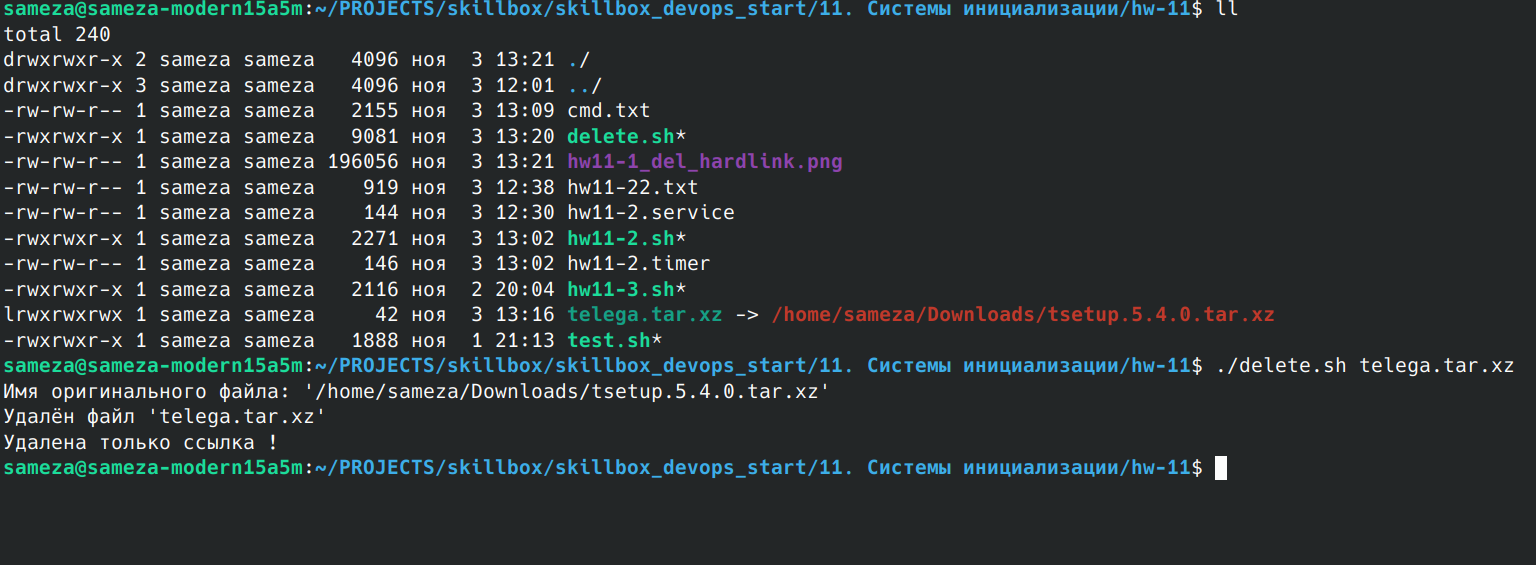 sameza@sameza-modern15a5m:~/PROJECTS/skillbox/skillbox_devops_start/11. Системы инициализации/hw-11$ ll
total 240
drwxrwxr-x 2 sameza sameza   4096 ноя  3 13:21 ./
drwxrwxr-x 3 sameza sameza   4096 ноя  3 12:01 ../
-rw-rw-r-- 1 sameza sameza   2155 ноя  3 13:09 cmd.txt
-rwxrwxr-x 1 sameza sameza   9081 ноя  3 13:20 delete.sh*
-rw-rw-r-- 1 sameza sameza 196056 ноя  3 13:21 hw11-1_del_hardlink.png
-rw-rw-r-- 1 sameza sameza    919 ноя  3 12:38 hw11-22.txt
-rw-rw-r-- 1 sameza sameza    144 ноя  3 12:30 hw11-2.service
-rwxrwxr-x 1 sameza sameza   2271 ноя  3 13:02 hw11-2.sh*
-rw-rw-r-- 1 sameza sameza    146 ноя  3 13:02 hw11-2.timer
-rwxrwxr-x 1 sameza sameza   2116 ноя  2 20:04 hw11-3.sh*
lrwxrwxrwx 1 sameza sameza     42 ноя  3 13:16 telega.tar.xz -> /home/sameza/Downloads/tsetup.5.4.0.tar.xz
-rwxrwxr-x 1 sameza sameza   1888 ноя  1 21:13 test.sh*
sameza@sameza-modern15a5m:~/PROJECTS/skillbox/skillbox_devops_start/11. Системы инициализации/hw-11$ ./delete.sh telega.tar.xz
Имя оригинального файла: '/home/sameza/Downloads/tsetup.5.4.0.tar.xz'
Удалён файл 'telega.tar.xz'
Удалена только ссылка !
sameza@sameza-modern15a5m:~/PROJECTS/skillbox/skillbox_devops_start/11. Системы инициализации/hw-11$